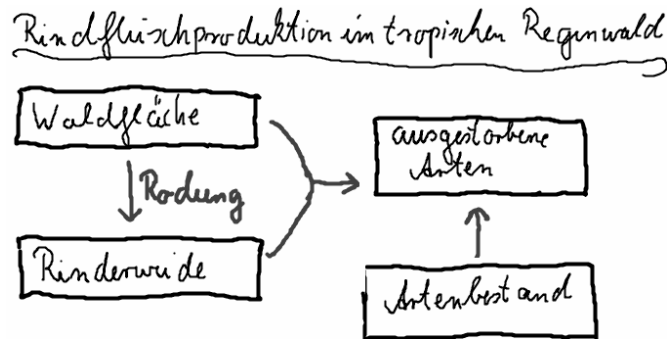 Rindfleischproduktion im tropischen Regenwald
Waldfläche
Rodung
Rinderweide
ausgestorbene
Arten
Artenbestand